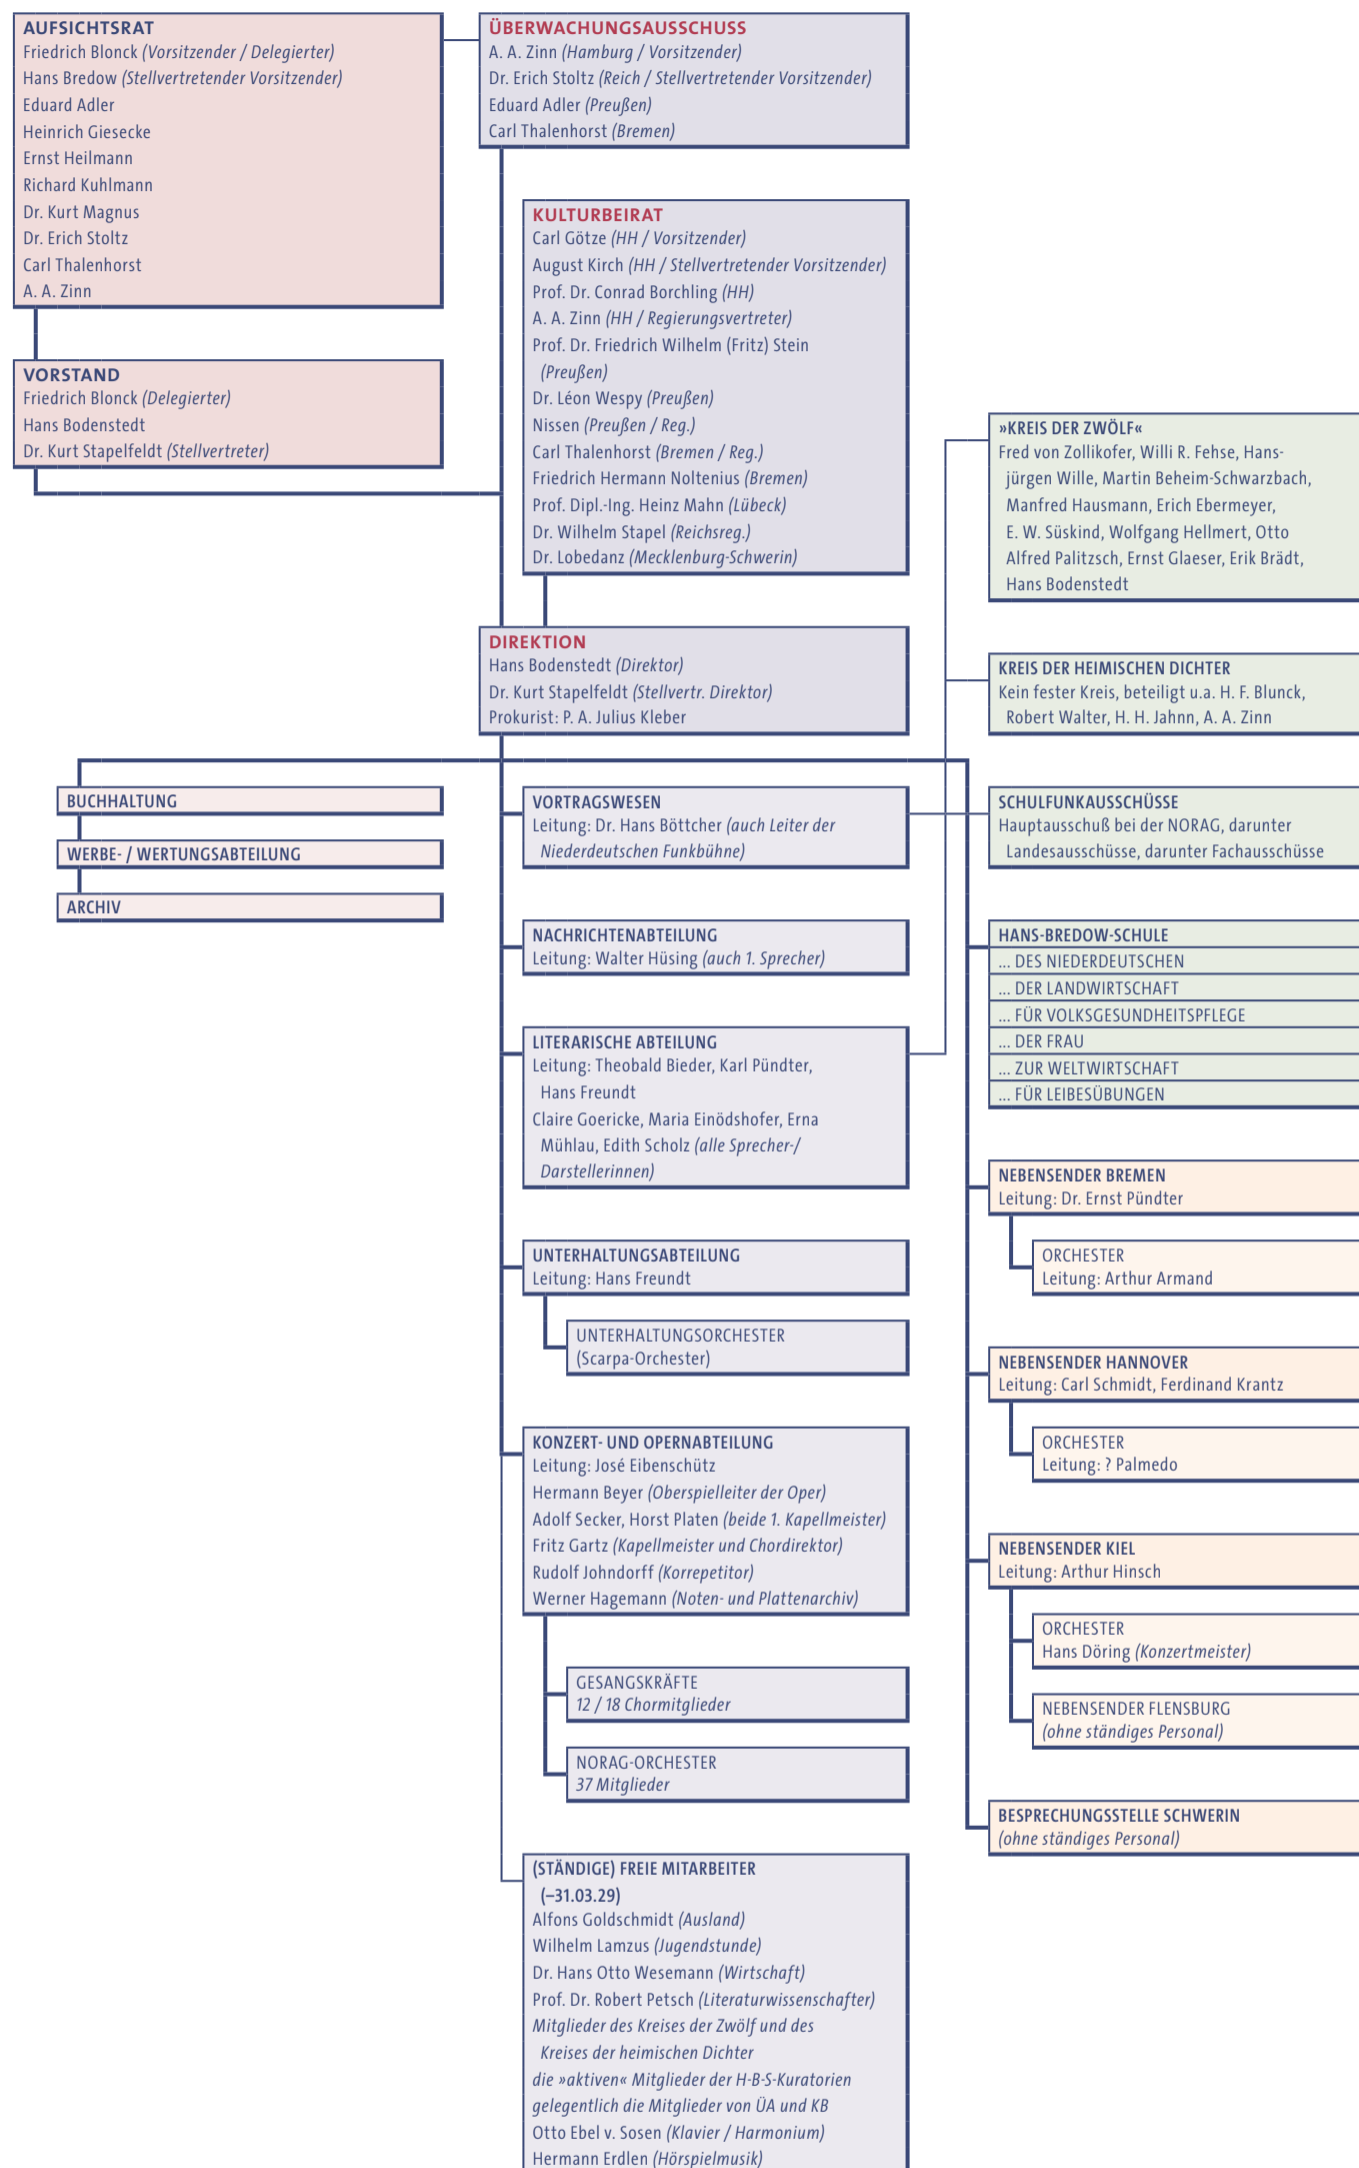 AUFSICHTSRAT
Friedrich Blonck (Vorsitzender / Delegierter)
Hans Bredow (Stellvertretender Vorsitzender)
Eduard Adler
Heinrich Giesecke
Ernst Heilmann
Richard Kuhlmann
Dr. Kurt Magnus
Dr. Erich Stoltz
Carl Thalenhorst
A. A. Zinn
VORSTAND
Friedrich Blonck (Delegierter)
Hans Bodenstedt
Dr. Kurt Stapelfeldt (Stellvertreter)
ÜBERWACHUNGSAUSSCHUSS
A. A. Zinn (Hamburg / Vorsitzender)
Dr. Erich Stoltz (Reich / Stellvertretender Vorsitzender)
Eduard Adler (Preußen)
Carl Thalenhorst (Bremen)
KULTURBEIRAT
Carl Götze (HH / Vorsitzender)
August Kirch (HH / Stellvertretender Vorsitzender)
Prof. Dr. Conrad Borchling (HH)
A. A. Zinn (HH / Regierungsvertreter)
Prof. Dr. Friedrich Wilhelm (Fritz) Stein
(Preußen)
Dr. Léon Wespy (Preußen)
Nissen (Preußen / Reg.)
Carl Thalenhorst (Bremen / Reg.)
Friedrich Hermann Noltenius (Bremen)
Prof. Dipl.-Ing. Heinz Mahn (Lübeck)
Dr. Wilhelm Stapel (Reichsreg.)
Dr. Lobedanz (Mecklenburg-Schwerin)
DIREKTION
Hans Bodenstedt (Direktor)
Dr. Kurt Stapelfeldt (Stellvertr. Direktor)
Prokurist: P. A. Julius Kleber
BUCHHALTUNG
WERBE- / WERTUNGSABTEILUNG
ARCHIV
VORTRAGSWESEN
Leitung: Dr. Hans Böttcher (auch Leiter der
Niederdeutschen Funkbühne)
NACHRICHTENABTEILUNG
Leitung: Walter Hüsing (auch 1. Sprecher)
LITERARISCHE ABTEILUNG
Leitung: Theobald Bieder, Karl Pündter,
Hans Freundt
Claire Goericke, Maria Einödshofer, Erna
Mühlau, Edith Scholz (alle Sprecher-/
Darstellerinnen)
UNTERHALTUNGSABTEILUNG
Leitung: Hans Freundt
UNTERHALTUNGSORCHESTER
(Scarpa-Orchester)
KONZERT- UND OPERNABTEILUNG
Leitung: José Eibenschütz
Hermann Beyer (Oberspielleiter der Oper)
Adolf Secker, Horst Platen (beide 1. Kapellmeister)
Fritz Gartz (Kapellmeister und Chordirektor)
Rudolf Johndorff (Korrepetitor)
Werner Hagemann (Noten- und Plattenarchiv)
GESANGSKRÄFTE
12 / 18 Chormitglieder
NORAG-ORCHESTER
37 Mitglieder
(STÄNDIGE) FREIE MITARBEITER
(–31.03.29)
Alfons Goldschmidt (Ausland)
Wilhelm Lamzus (Jugendstunde)
Dr. Hans Otto Wesemann (Wirtschaft)
Prof. Dr. Robert Petsch (Literaturwissenschafter)
Mitglieder des Kreises der Zwölf und des
Kreises der heimischen Dichter
die »aktiven« Mitglieder der H-B-S-Kuratorien
gelegentlich die Mitglieder von ÜA und KB
Otto Ebel v. Sosen (Klavier / Harmonium)
Hermann Erdlen (Hörspielmusik)
»KREIS DER ZWÖLF«
Fred von Zollikofer, Willi R. Fehse, Hans-
jürgen Wille, Martin Beheim-Schwarzbach,
Manfred Hausmann, Erich Ebermeyer,
E. W. Süskind, Wolfgang Hellmert, Otto
Alfred Palitzsch, Ernst Glaeser, Erik Brädt,
Hans Bodenstedt
KREIS DER HEIMISCHEN DICHTER
Kein fester Kreis, beteiligt u.a. H. F. Blunck,
Robert Walter, H. H. Jahnn, A. A. Zinn
SCHULFUNKAUSSCHÜSSE
Hauptausschuß bei der NORAG, darunter
Landesausschüsse, darunter Fachausschüsse
HANS-BREDOW-SCHULE
... DES NIEDERDEUTSCHEN
... DER LANDWIRTSCHAFT
... FÜR VOLKSGESUNDHEITSPFLEGE
... DER FRAU
... ZUR WELTWIRTSCHAFT
... FÜR LEIBESÜBUNGEN
NEBENSENDER BREMEN
Leitung: Dr. Ernst Pündter
ORCHESTER
Leitung: Arthur Armand
NEBENSENDER HANNOVER
Leitung: Carl Schmidt, Ferdinand Krantz
ORCHESTER
Leitung: ? Palmedo
NEBENSENDER KIEL
Leitung: Arthur Hinsch
ORCHESTER
Hans Döring (Konzertmeister)
NEBENSENDER FLENSBURG
(ohne ständiges Personal)
BESPRECHUNGSSTELLE SCHWERIN
(ohne ständiges Personal)